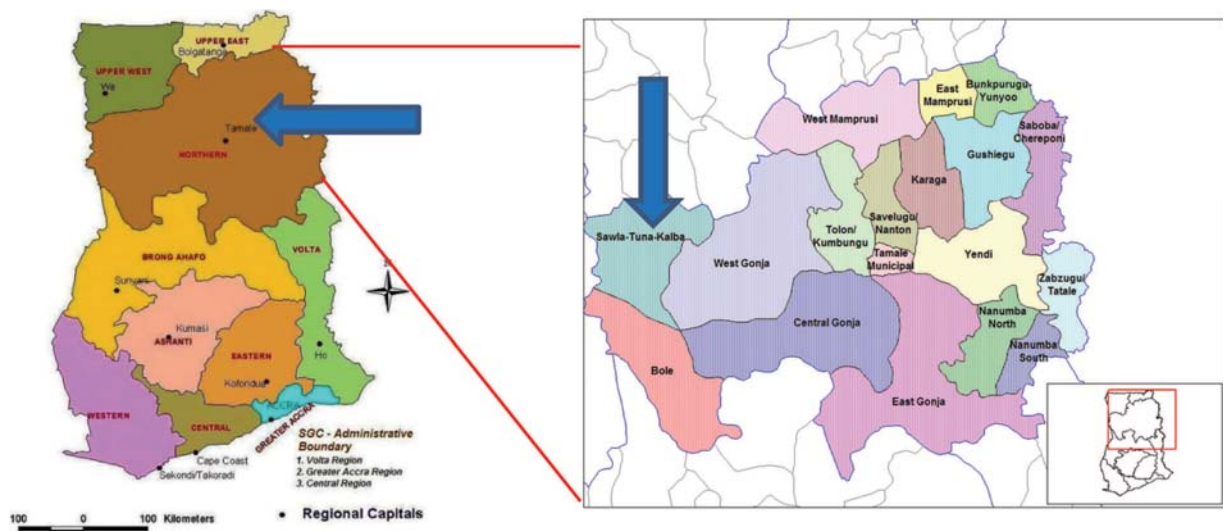 UPPER EAST
Bolgatanga
UPPER WEST
Wa
Tamale
NORTHERN
BRONG AHAFO
VOLTA
Sunyani
Kumasi
ASHANTI
EASTERN
Ho
Kofondua
WESTERN
CENTRAL
ACCRA
GREATER ACCRA
Cape Coast
Sekondi/Takoradi
SGC - Administrative
Boundary
1. Volta Region
2. Greater Accra Region
3. Central Region
100 0 100 Kilometers
Regional Capitals
East
Mamprusi
Bunkpurugu-
Yunyoo
West Mamprusi
Saboba/
Chereponi
Gushiegu
Karaga
Sawla-Tuna-Kalba
Tolon/
Kumbungu
Savelugu/
Nanton
West Gonja
Tamale
Municipal
Yendi
Zabzugu/
Tatale
Central Gonja
Nanumba
North
Nanumba
South
Bole
East Gonja